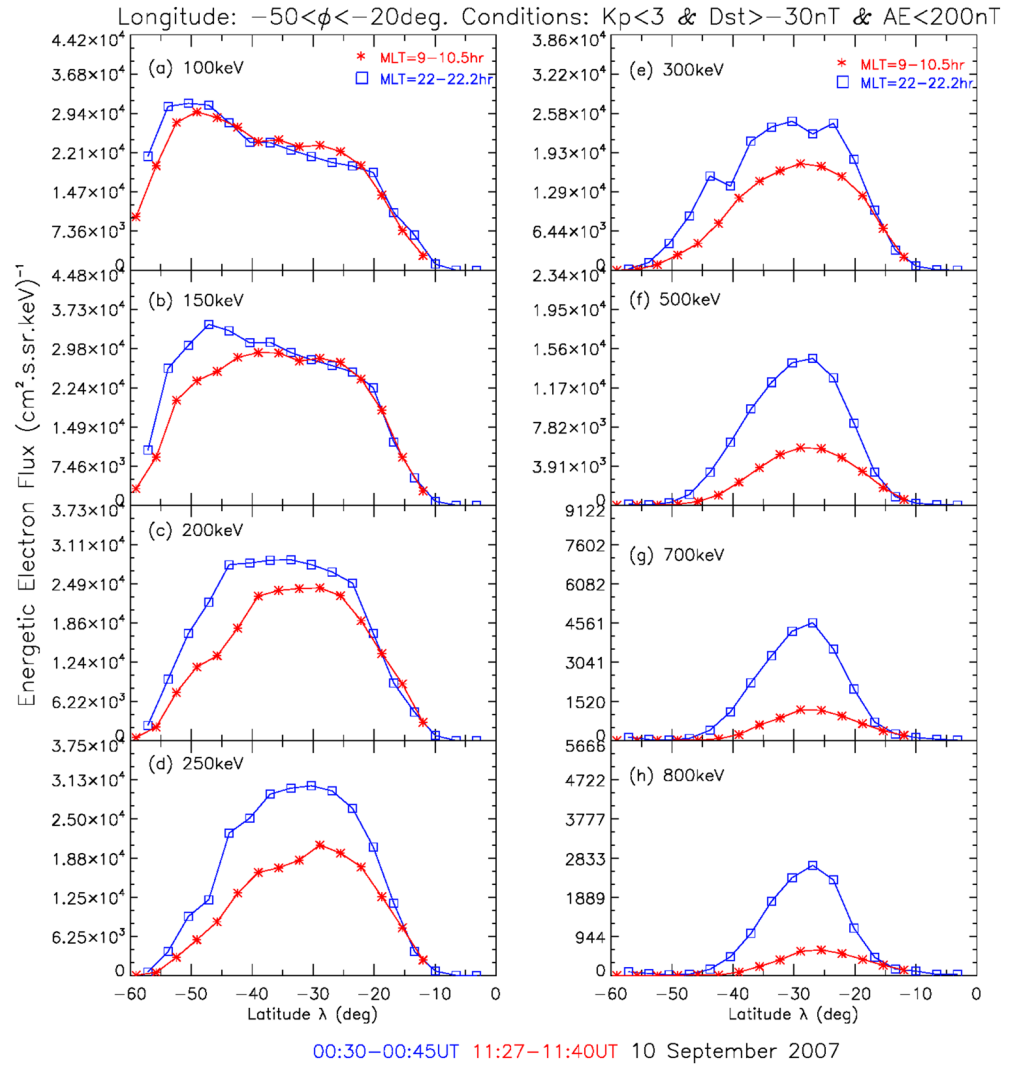 Longitude: −50<ϕ<−20deg. Conditions: Kp<3 & Dst>−30nT & AE<200nT
Energetic Electron Flux (cm².s.sr.keV)⁻¹
(a) 100keV
MLT=9−10.5hr
MLT=22−22.2hr
4.42×10⁴
3.68×10⁴
2.94×10⁴
2.21×10⁴
1.47×10⁴
7.36×10³
0
(b) 150keV
4.48×10⁴
3.73×10⁴
2.98×10⁴
2.24×10⁴
1.49×10⁴
7.46×10³
0
(c) 200keV
3.73×10⁴
3.11×10⁴
2.49×10⁴
1.86×10⁴
1.24×10⁴
6.22×10³
0
(d) 250keV
3.75×10⁴
3.13×10⁴
2.50×10⁴
1.88×10⁴
1.25×10⁴
6.25×10³
0
−60 −50 −40 −30 −20 −10 0
Latitude λ (deg)
(e) 300keV
MLT=9−10.5hr
MLT=22−22.2hr
3.86×10⁴
3.22×10⁴
2.58×10⁴
1.93×10⁴
1.29×10⁴
6.44×10³
0
(f) 500keV
2.34×10⁴
1.95×10⁴
1.56×10⁴
1.17×10⁴
7.82×10³
3.91×10³
0
(g) 700keV
9122
7602
6082
4561
3041
1520
0
(h) 800keV
5666
4722
3777
2833
1889
944
0
−60 −50 −40 −30 −20 −10 0
Latitude λ (deg)
00:30−00:45UT 11:27−11:40UT 10 September 2007